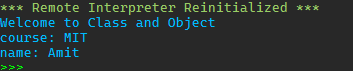 *** Remote Interpreter Reinitialized ***
Welcome to Class and Object
course: MIT
name: Amit
>>>